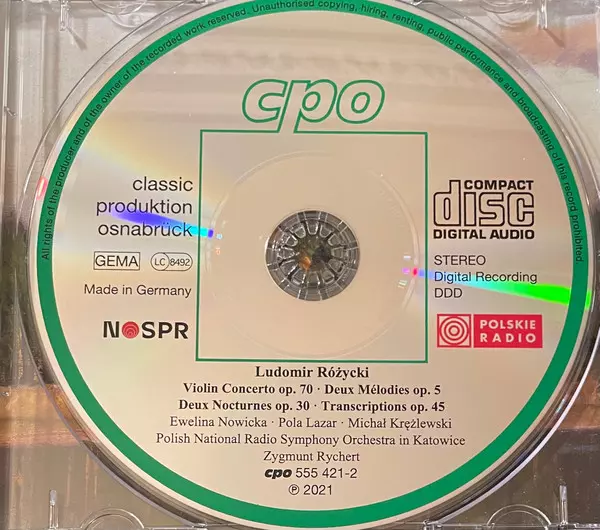 All rights of the producer and of the owner of the recorded work reserved. Unauthorised copying, hiring, renting, public performance and broadcasting of this record prohibited.
cpo
classic
produktion
osnabrück
GEMA LC 8492
Made in Germany
NOSPR
COMPACT
disc
DIGITAL AUDIO
STEREO
Digital Recording
DDD
POLSKIE
RADIO
Ludomir Różycki
Violin Concerto op. 70 · Deux Mélodies op. 5
Deux Nocturnes op. 30 · Transcriptions op. 45
Ewelina Nowicka · Pola Lazar · Michał Krężlewski
Polish National Radio Symphony Orchestra in Katowice
Zygmunt Rychert
cpo 555 421-2
℗ 2021